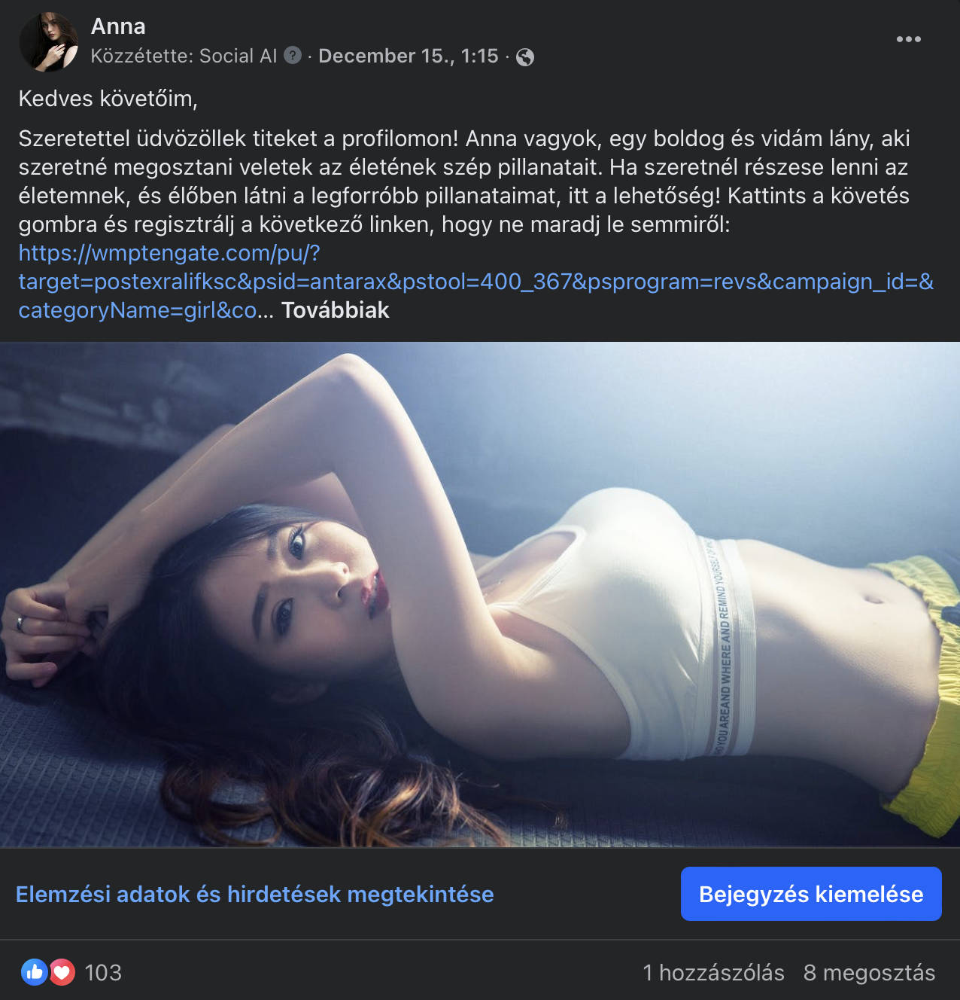 Anna
Közzétette: Social AI ? · December 15., 1:15 ·
Kedves követőim,
Szeretettel üdvözöllek titeket a profilomon! Anna vagyok, egy boldog és vidám lány, aki
szeretné megosztani veletek az életének szép pillanatait. Ha szeretnél részese lenni az
életemnek, és élőben látni a legforróbb pillanataimat, itt a lehetőség! Kattints a követés
gombra és regisztrálj a következő linken, hogy ne maradj le semmiről:
https://wmptengate.com/pu/?
target=postexralifksc&psid=antarax&pstool=400_367&psprogram=revs&campaign_id=&
categoryName=girl&co... Továbbiak
YOU AREAND WHERE AND REMIND YOURSELF OF
Elemzési adatok és hirdetések megtekintése
Bejegyzés kiemelése
103
1 hozzászólás 8 megosztás